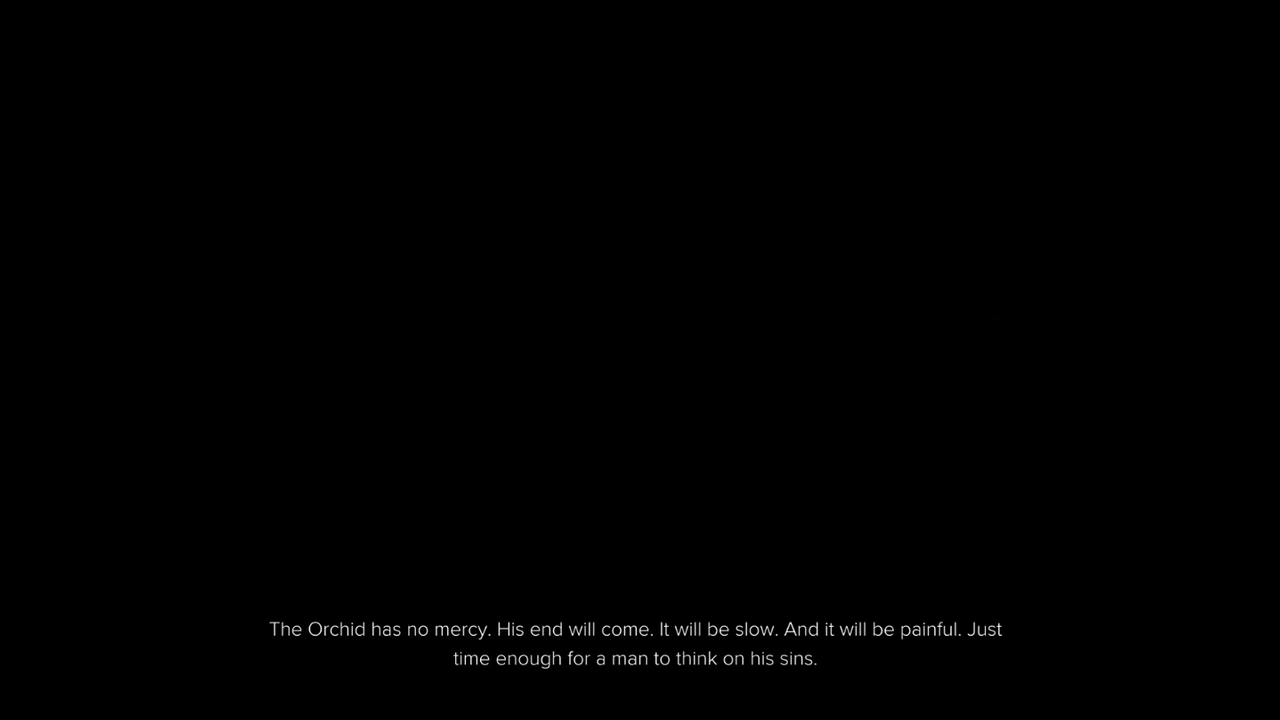 The Orchid has no mercy. His end will come. It will be slow. And it will be painful. Just
time enough for a man to think on his sins.